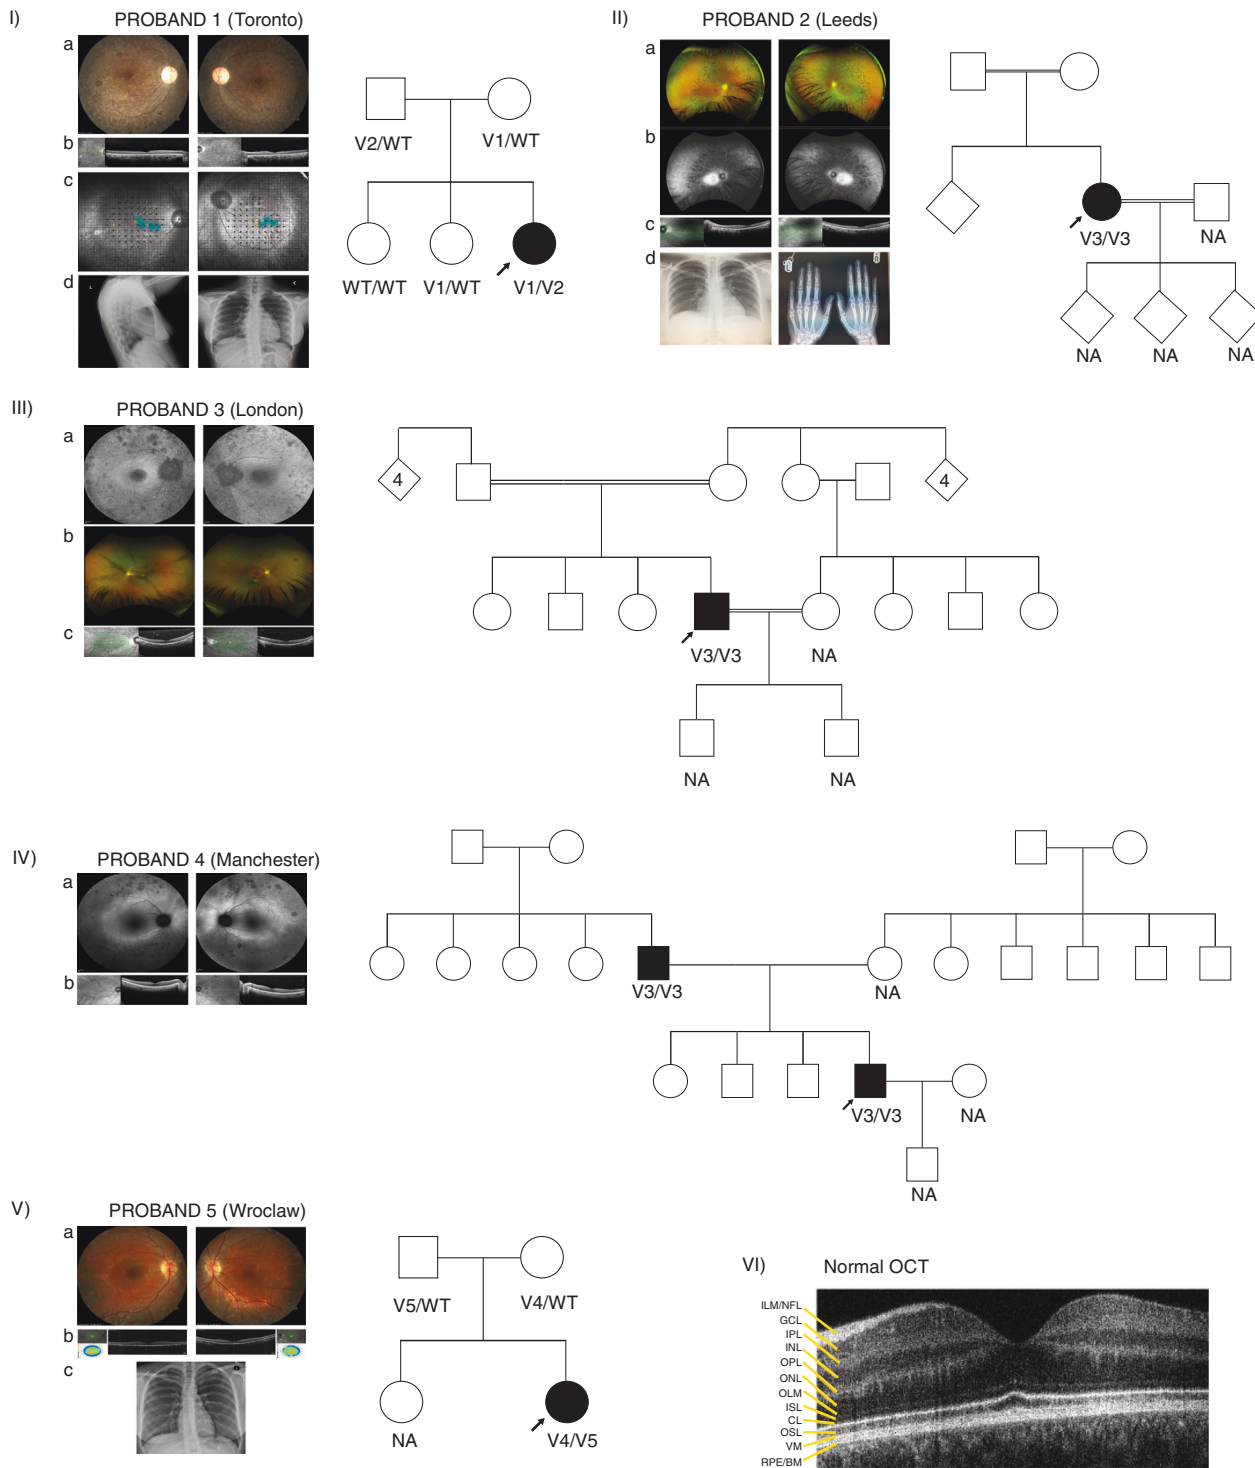 I)
PROBAND 1 (Toronto)
a
b
c
d
L
V2/WT
V1/WT
WT/WT
V1/WT
V1/V2
II)
PROBAND 2 (Leeds)
a
b
c
d
V3/V3
NA
NA
NA
NA
III)
PROBAND 3 (London)
a
b
c
4
4
V3/V3
NA
NA
NA
IV)
PROBAND 4 (Manchester)
a
b
V3/V3
NA
V3/V3
NA
NA
V)
PROBAND 5 (Wroclaw)
a
b
c
V5/WT
V4/WT
NA
V4/V5
VI)
Normal OCT
ILM/NFL
GCL
IPL
INL
OPL
ONL
OLM
ISL
CL
OSL
VM
RPE/BM